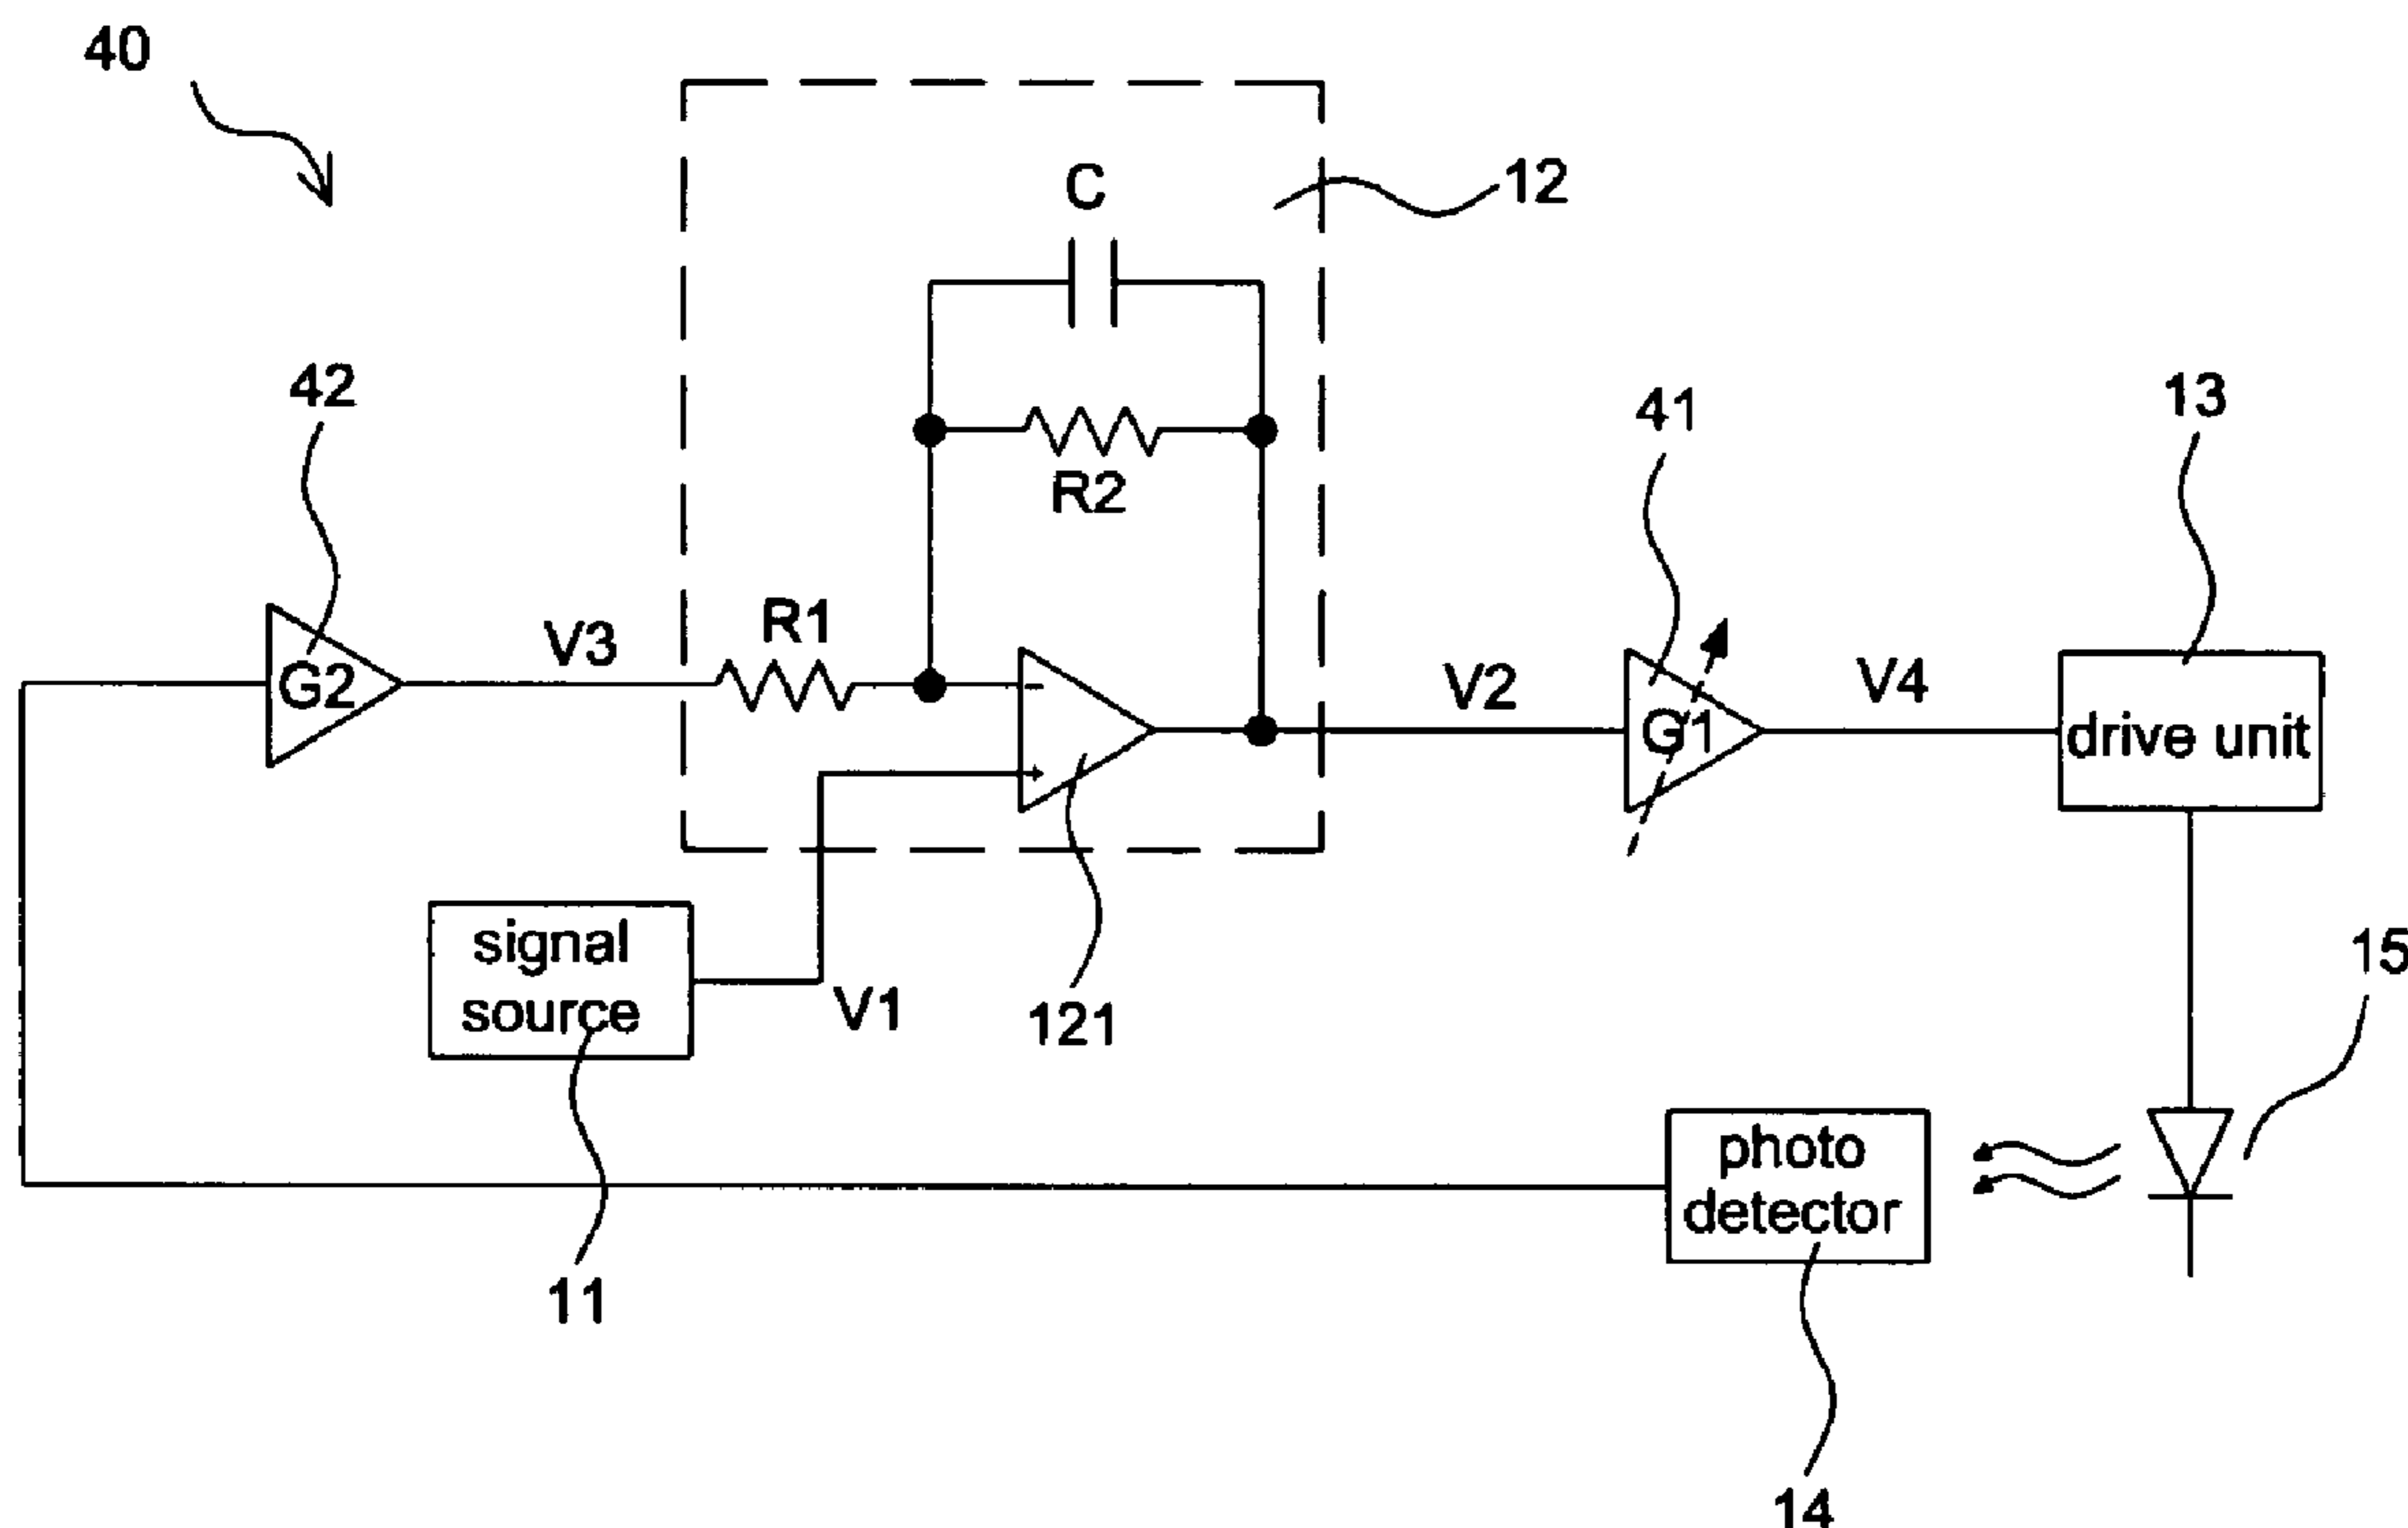 40
12
C
42
41
13
R2
R1
V3
G2
V2
G1
V4
drive unit
signal
source
V1
121
15
photo
detector
11
14